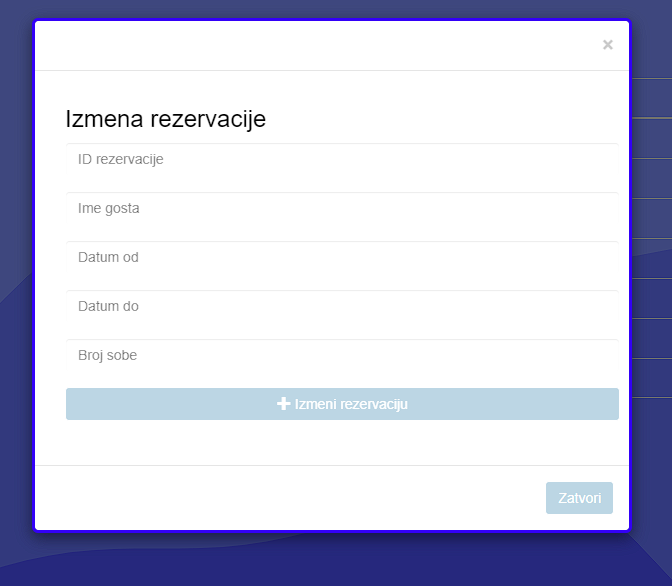 ×
Izmena rezervacije
ID rezervacije
Ime gosta
Datum od
Datum do
Broj sobe
Izmeni rezervaciju
Zatvori